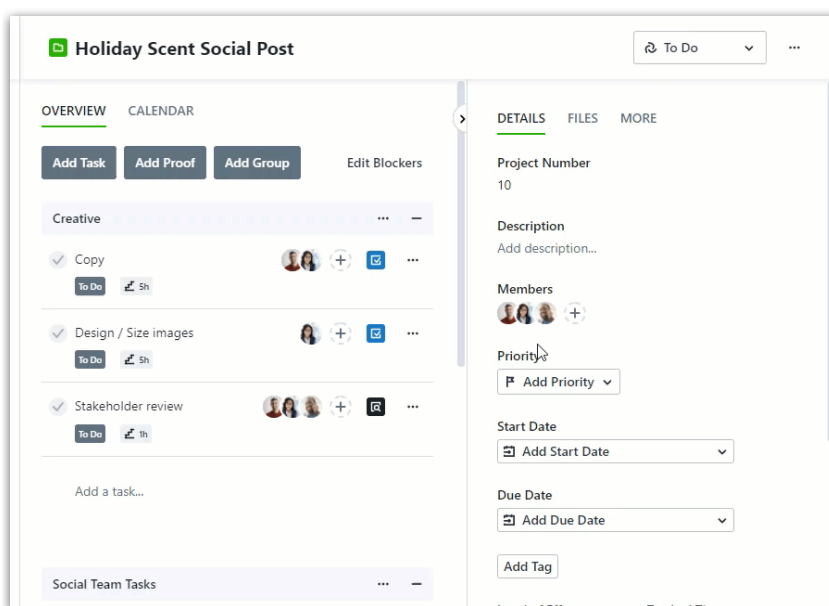 Holiday Scent Social Post
To Do
OVERVIEW
CALENDAR
Add Task
Add Proof
Add Group
Edit Blockers
Creative
Copy
To Do
5h
Design / Size images
To Do
5h
Stakeholder review
To Do
1h
Add a task...
Social Team Tasks
DETAILS
FILES
MORE
Project Number
10
Description
Add description...
Members
Priority
Add Priority
Start Date
Add Start Date
Due Date
Add Due Date
Add Tag